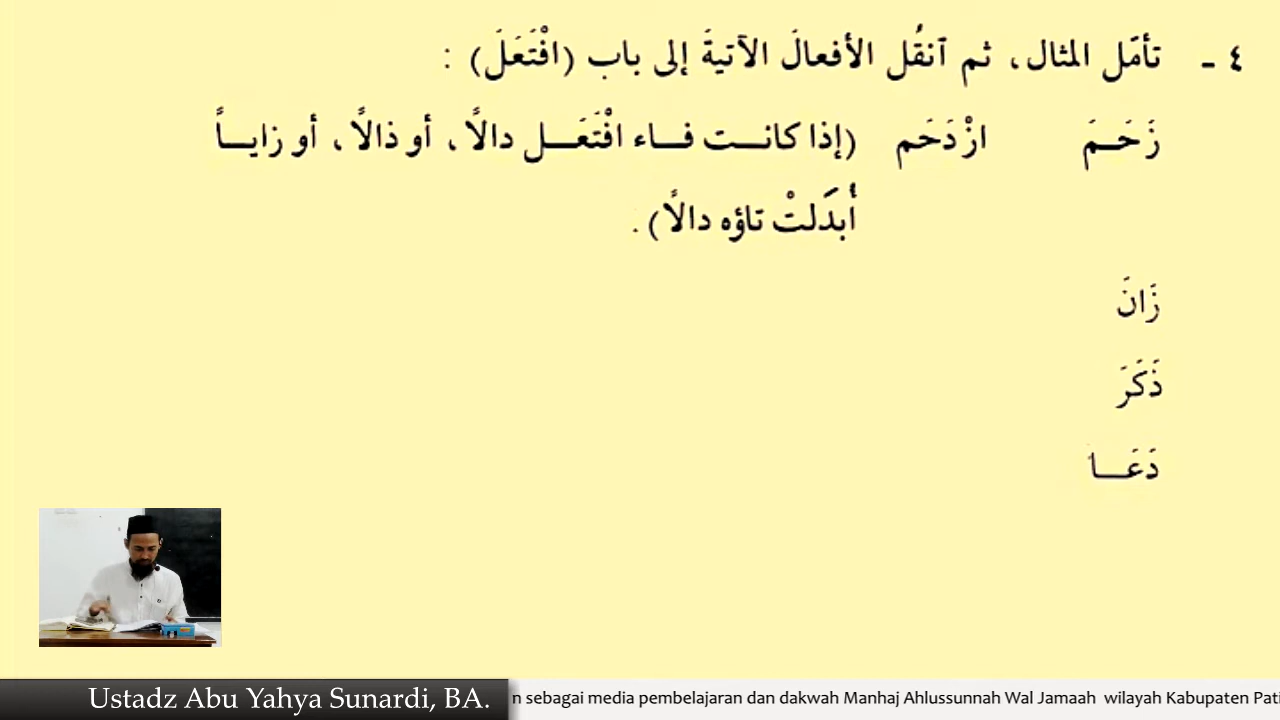 ٤ - تأمّل المثال، ثم ٱنقُل الأفعالَ الآتيةَ إلى باب (افْتَعَلَ) :
زَحَمَ ازْدَحَم (إذا كانت فاء افْتَعَل دالاً، أو ذالاً، أو زاياً
أُبدَلتْ تاؤه دالاً).
زَانَ
ذَكَرَ
دَعَا
Ustadz Abu Yahya Sunardi, BA. n sebagai media pembelajaran dan dakwah Manhaj Ahlussunnah Wal Jamaah wilayah Kabupaten Pati